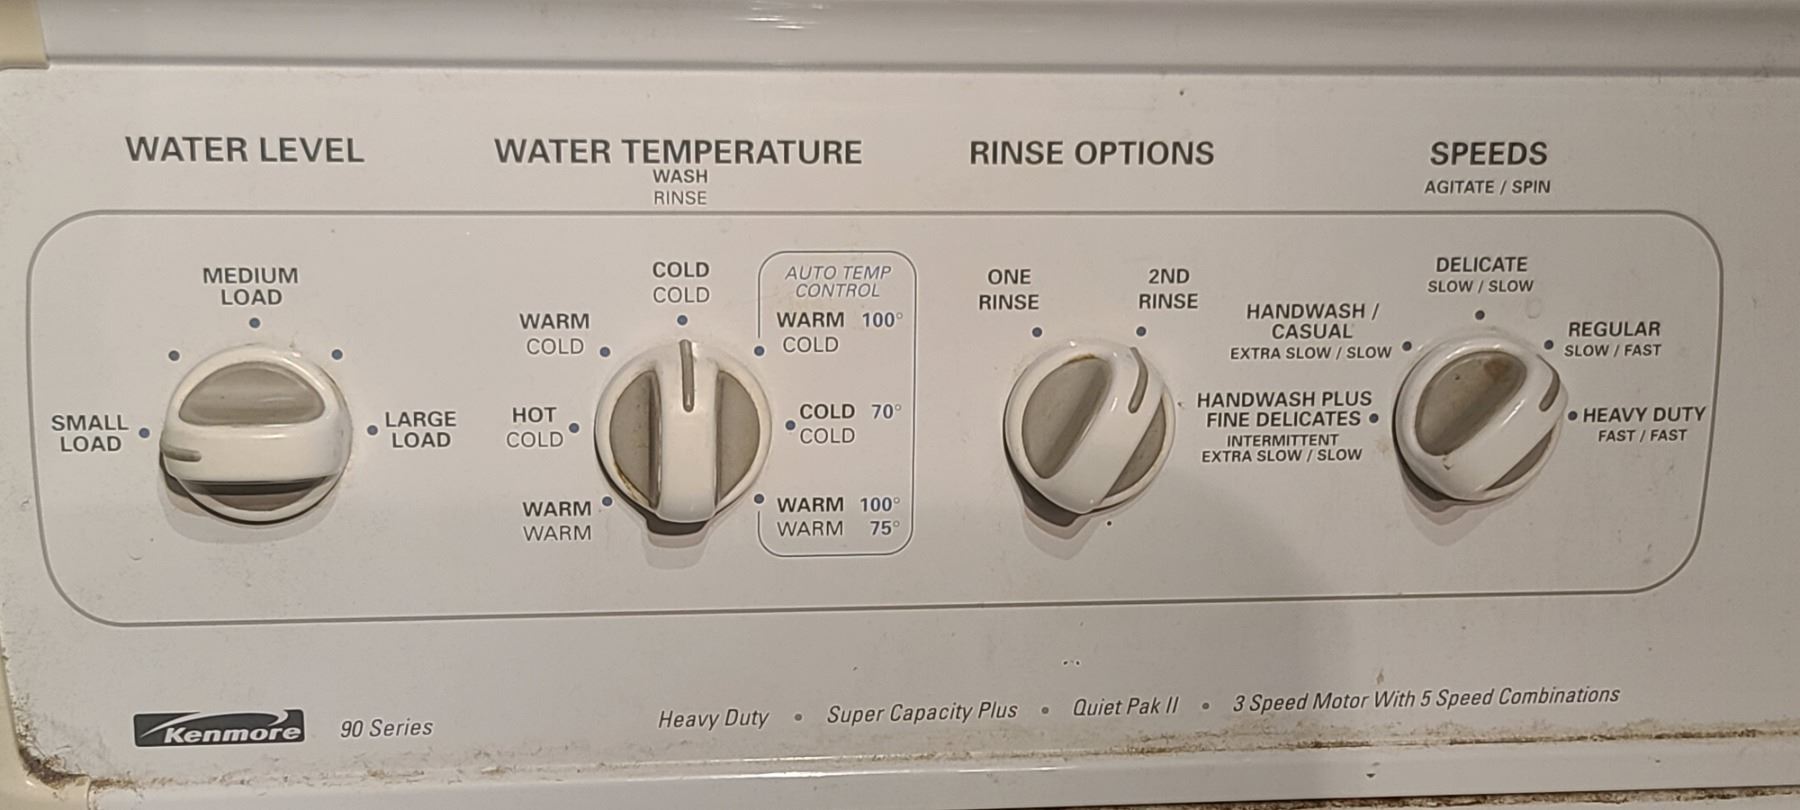 WATER LEVEL
WATER TEMPERATURE
WASH
RINSE
RINSE OPTIONS
SPEEDS
AGITATE / SPIN
MEDIUM
LOAD
SMALL
LOAD
LARGE
LOAD
COLD
COLD
WARM
COLD
HOT
COLD
WARM
WARM
AUTO TEMP
CONTROL
WARM 100°
COLD
COLD 70°
COLD
WARM 100°
WARM 75°
ONE
RINSE
2ND
RINSE
DELICATE
SLOW / SLOW
HANDWASH /
CASUAL
EXTRA SLOW / SLOW
HANDWASH PLUS
FINE DELICATES
INTERMITTENT
EXTRA SLOW / SLOW
REGULAR
SLOW / FAST
HEAVY DUTY
FAST / FAST
Kenmore
90 Series
Heavy Duty • Super Capacity Plus • Quiet Pak II • 3 Speed Motor With 5 Speed Combinations